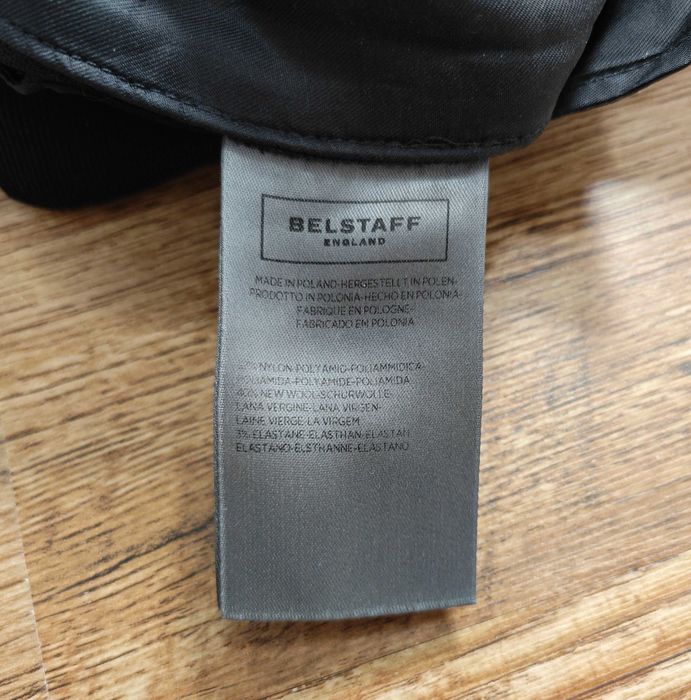 BELSTAFF
ENGLAND
MADE IN POLAND-HERGESTELLT IN POLEN-
PRODOTTO IN POLONIA-HECHO EN POLONIA-
FABRIQUE EN POLOGNE-
FABRICADO EM POLONIA
NYLON-POLYAMID-POLIAMMIDICA
POLIAMIDA-POLYAMIDE-POLIAMIDA
40% NEW WOOL-SCHURWOLLE
LANA VERGINE-LANA VIRGEN
LAINE VIERGE-LA VIRGEM
3% ELASTANE-ELASTHAN-ELASTAN
ELASTANO-ELSTHANNE-ELASTANO